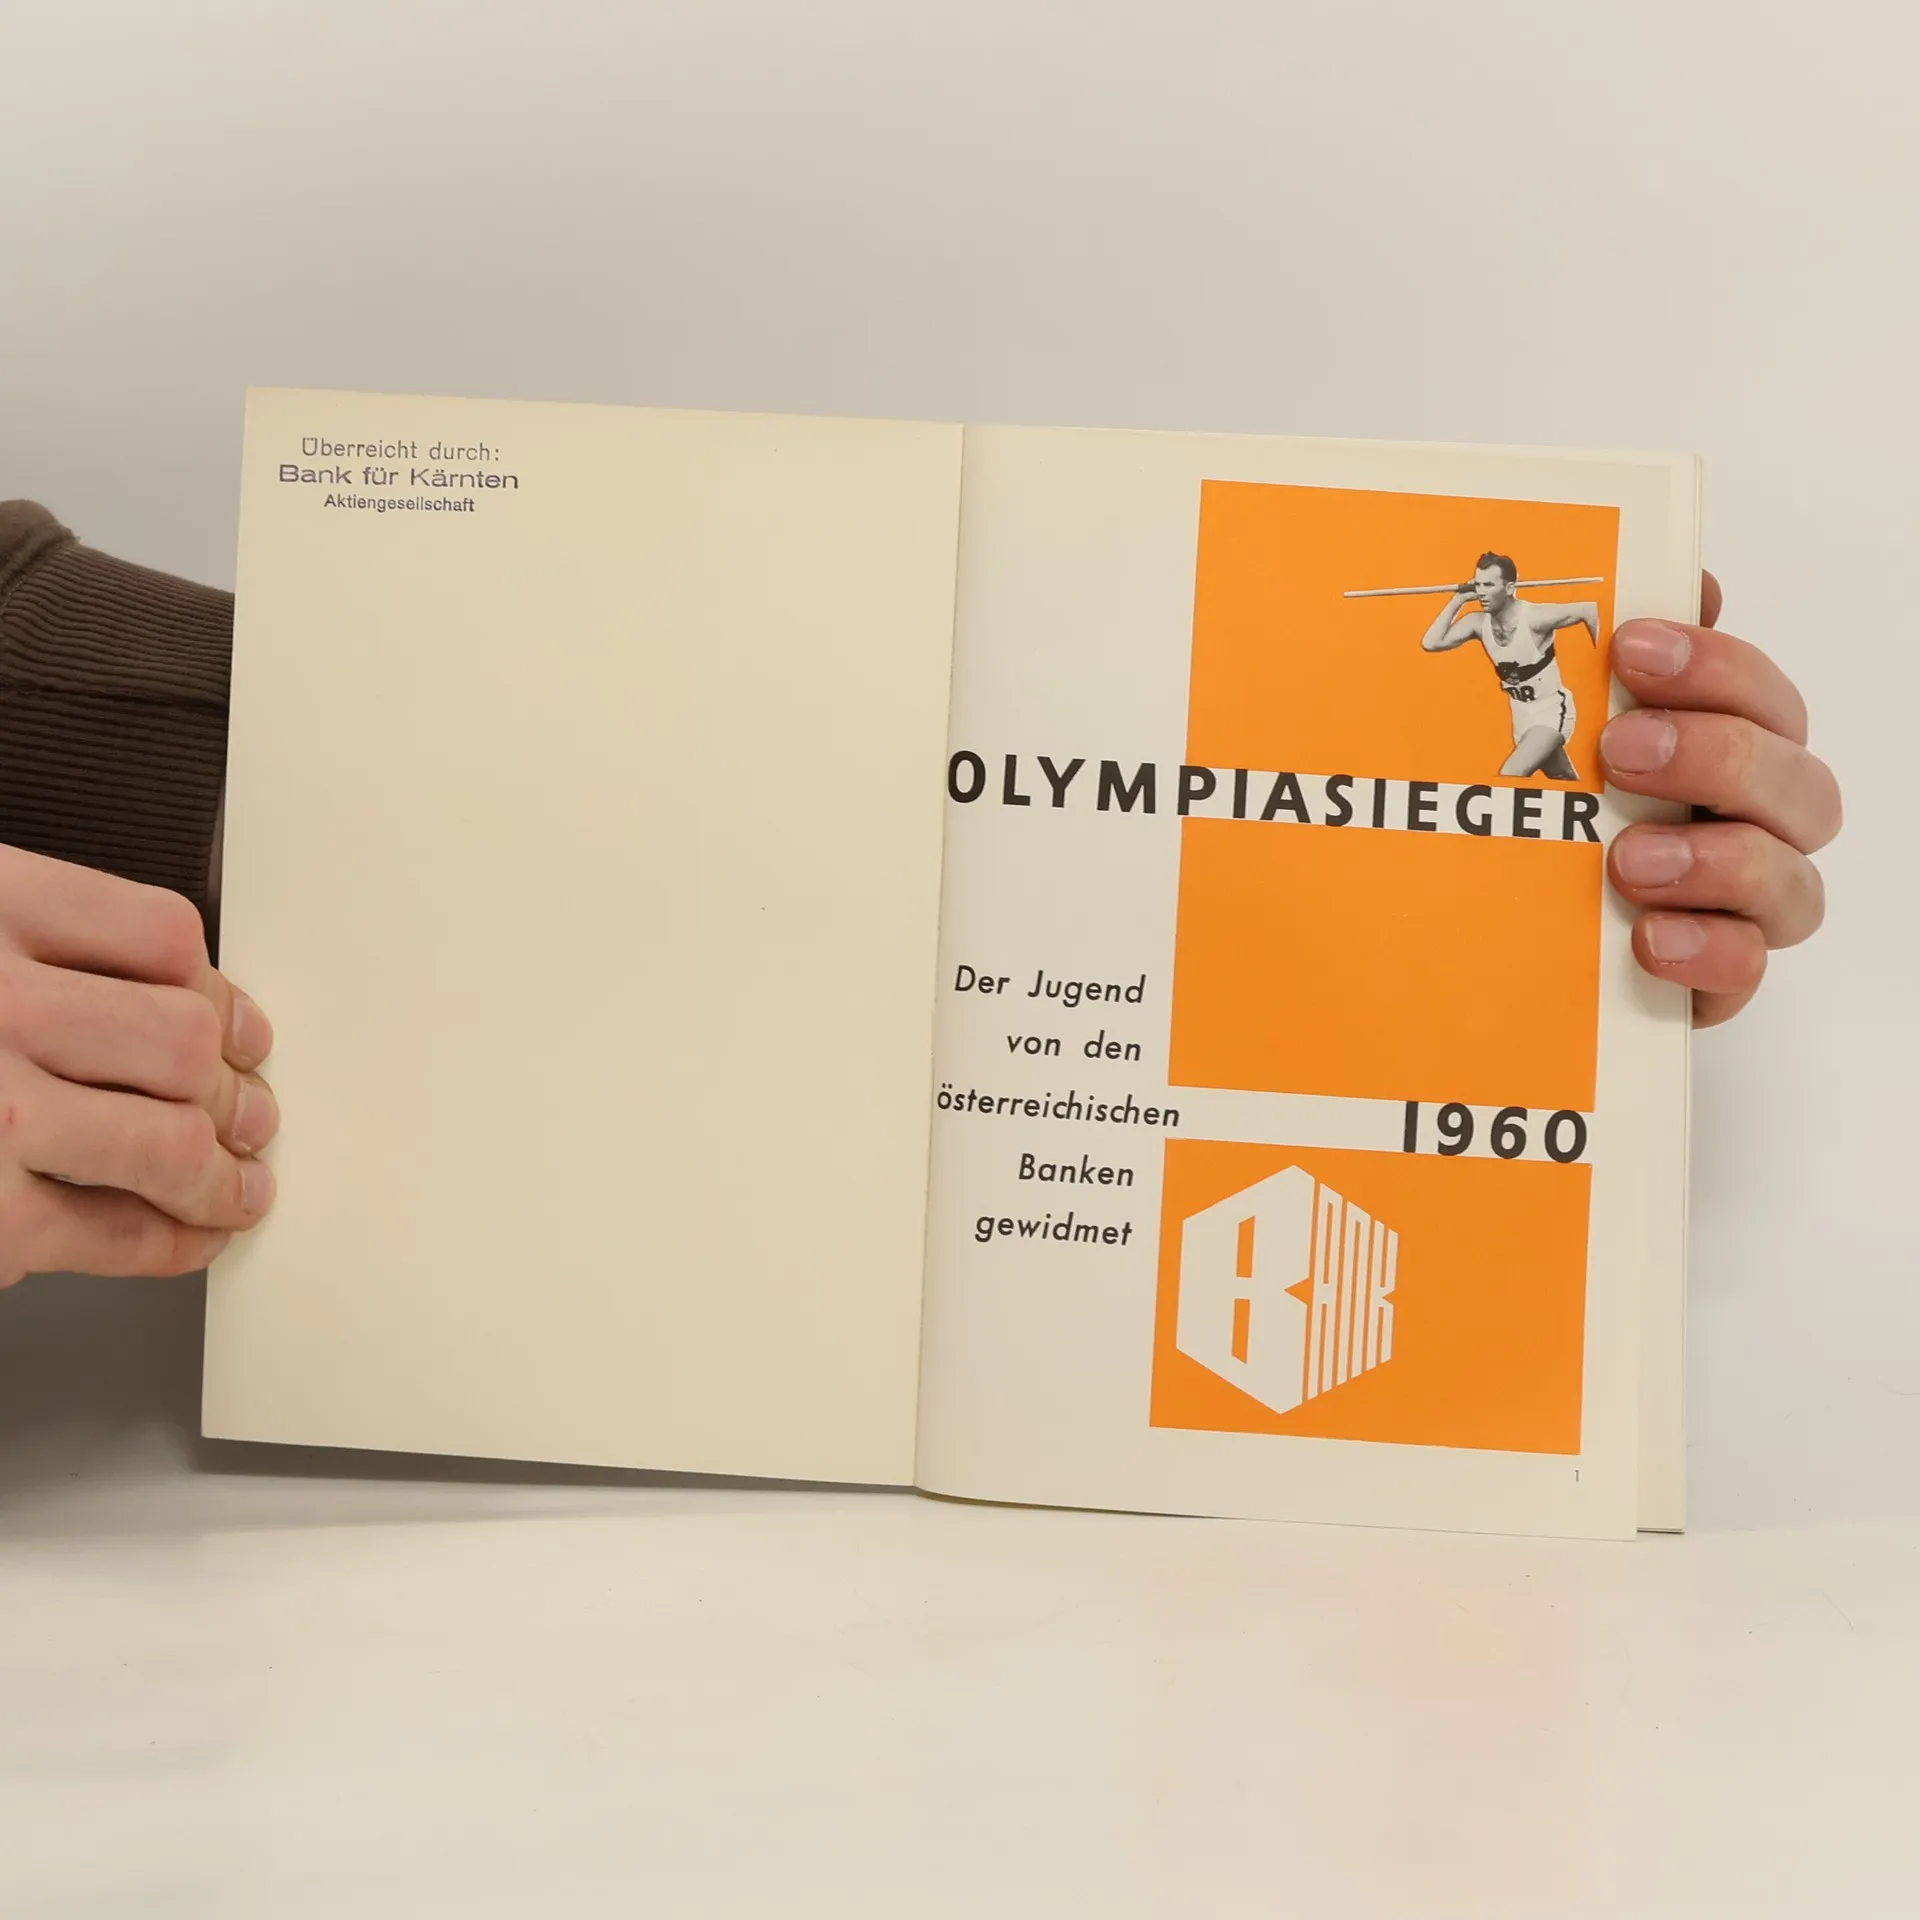 Überreicht durch:
Bank für Kärnten
Aktiengesellschaft
OLYMPIASIEGER
Der Jugend
von den
österreichischen
Banken
gewidmet
1960
BANK
1